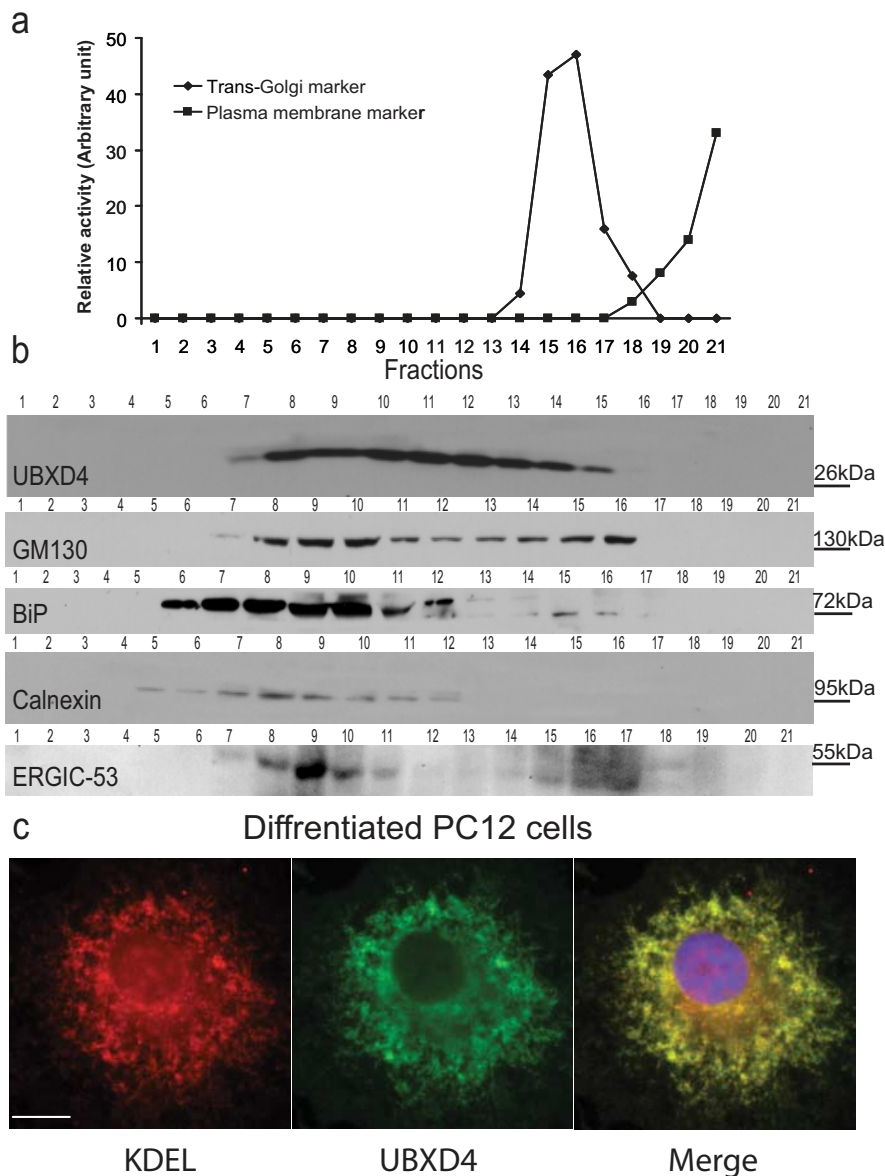 a
50
40
30
20
10
0
Relative activity (Arbitrary unit)
Trans-Golgi marker
Plasma membrane marker
1 2 3 4 5 6 7 8 9 10 11 12 13 14 15 16 17 18 19 20 21
Fractions
b
1 2 3 4 5 6 7 8 9 10 11 12 13 14 15 16 17 18 19 20 21
UBXD4 26kDa
1 2 3 4 5 6 7 8 9 10 11 12 13 14 15 16 17 18 19 20 21
GM130 130kDa
1 2 3 4 5 6 7 8 9 10 11 12 13 14 15 16 17 18 19 20 21
BiP 72kDa
1 2 3 4 5 6 7 8 9 10 11 12 13 14 15 16 17 18 19 20 21
Calnexin 95kDa
1 2 3 4 5 6 7 8 9 10 11 12 13 14 15 16 17 18 19 20 21
ERGIC-53 55kDa
c
Diffrentiated PC12 cells
KDEL UBXD4 Merge